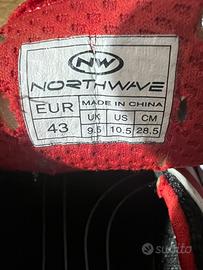 NW
NORTHWAVE
EUR MADE IN CHINA
UK US CM
43 9.5 10.5 28.5
subito